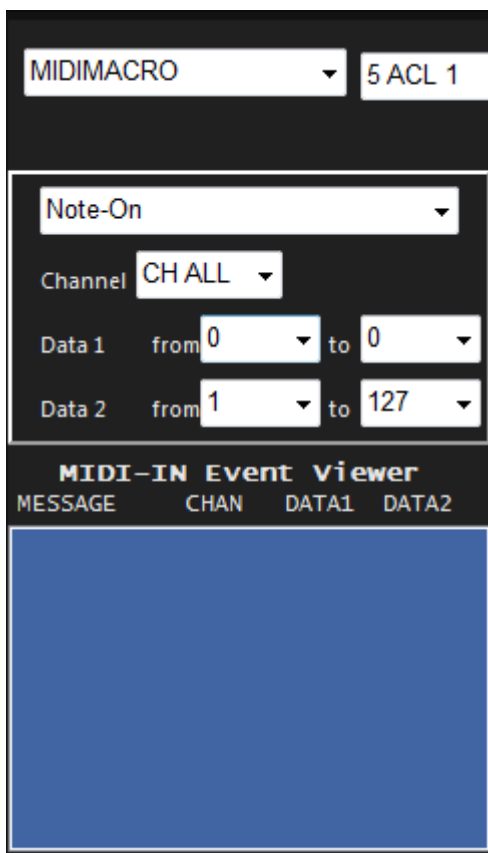 MIDIMACRO 5 ACL 1
Note-On
Channel CH ALL
Data 1 from 0 to 0
Data 2 from 1 to 127
MIDI-IN Event Viewer
MESSAGE CHAN DATA1 DATA2